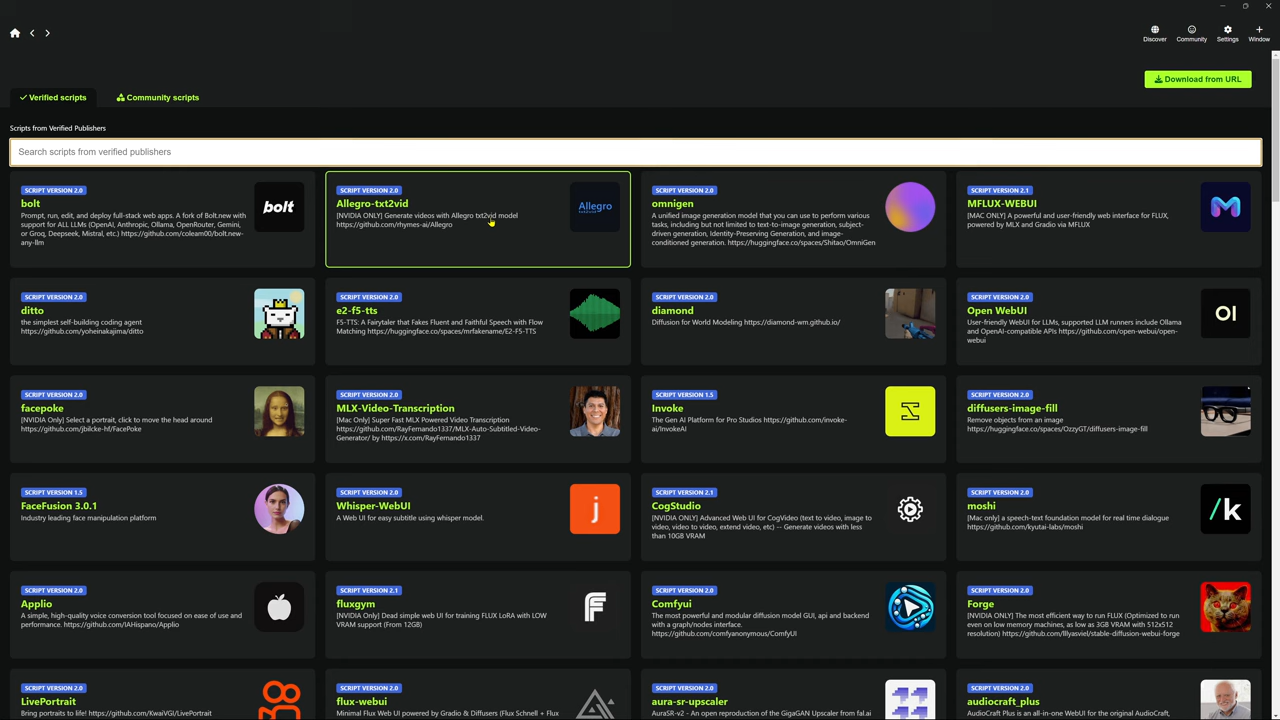 Discover
Community
Settings
Window
Download from URL
Verified scripts
Community scripts
Scripts from Verified Publishers
Search scripts from verified publishers
SCRIPT VERSION 2.0
bolt
Prompt, run, edit, and deploy full-stack web apps. A fork of Bolt.new with
support for ALL LLMs (OpenAI, Anthropic, Ollama, OpenRouter, Gemini,
or Groq, Deepseek, Mistral, etc.) https://github.com/coleam00/bolt.new-
any-llm
bolt
SCRIPT VERSION 2.0
Allegro-txt2vid
[NVIDIA ONLY] Generate videos with Allegro txt2vid model
https://github.com/rhymes-ai/Allegro
Allegro
SCRIPT VERSION 2.0
omnigen
A unified image generation model that you can use to perform various
tasks, including but not limited to text-to-image generation, subject-
driven generation, Identity-Preserving Generation, and image-
conditioned generation. https://huggingface.co/spaces/Shitao/OmniGen
SCRIPT VERSION 2.1
MFLUX-WEBUI
[MAC ONLY] A powerful and user-friendly web interface for FLUX,
powered by MLX and Gradio via MFLUX
SCRIPT VERSION 2.0
ditto
the simplest self-building coding agent
https://github.com/yoheinakajima/ditto
SCRIPT VERSION 2.0
e2-f5-tts
F5-TTS: A Fairytaler that Fakes Fluent and Faithful Speech with Flow
Matching https://huggingface.co/spaces/mrfakename/E2-F5-TTS
SCRIPT VERSION 2.0
diamond
Diffusion for World Modeling https://diamond-wm.github.io/
SCRIPT VERSION 2.0
Open WebUI
User-friendly WebUI for LLMs, supported LLM runners include Ollama
and OpenAI-compatible APIs https://github.com/open-webui/open-
webui
OI
SCRIPT VERSION 2.0
facepoke
[NVIDIA Only] Select a portrait, click to move the head around
https://github.com/jbilcke-hf/FacePoke
SCRIPT VERSION 2.0
MLX-Video-Transcription
[Mac Only] Super Fast MLX Powered Video Transcription
https://github.com/RayFernando1337/MLX-Auto-Subtitled-Video-
Generator/ by https://x.com/RayFernando1337
SCRIPT VERSION 1.5
Invoke
The Gen AI Platform for Pro Studios https://github.com/invoke-
ai/InvokeAI
SCRIPT VERSION 2.0
diffusers-image-fill
Remove objects from an image
https://huggingface.co/spaces/OzzyGT/diffusers-image-fill
SCRIPT VERSION 1.5
FaceFusion 3.0.1
Industry leading face manipulation platform
SCRIPT VERSION 2.0
Whisper-WebUI
A Web UI for easy subtitle using whisper model.
j
SCRIPT VERSION 2.1
CogStudio
[NVIDIA ONLY] Advanced Web UI for CogVideo (text to video, image to
video, video to video, extend video, etc) -- Generate videos with less
than 10GB VRAM
SCRIPT VERSION 2.0
moshi
[Mac only] a speech-text foundation model for real time dialogue
https://github.com/kyutai-labs/moshi
/k
SCRIPT VERSION 2.0
Applio
A simple, high-quality voice conversion tool focused on ease of use and
performance. https://github.com/IAHispano/Applio
SCRIPT VERSION 2.1
fluxgym
[NVIDIA Only] Dead simple web UI for training FLUX LoRA with LOW
VRAM support (From 12GB)
SCRIPT VERSION 2.0
Comfyui
The most powerful and modular diffusion model GUI, api and backend
with a graph/nodes interface.
https://github.com/comfyanonymous/ComfyUI
SCRIPT VERSION 2.0
Forge
[NVIDIA ONLY] The most efficient way to run FLUX (Optimized to run
even on low memory machines, as low as 3GB VRAM with 512x512
resolution) https://github.com/lllyasviel/stable-diffusion-webui-forge
SCRIPT VERSION 2.0
LivePortrait
Bring portraits to life! https://github.com/KwaiVGI/LivePortrait
SCRIPT VERSION 2.0
flux-webui
Minimal Flux Web UI powered by Gradio & Diffusers (Flux Schnell + Flux
SCRIPT VERSION 2.0
aura-sr-upscaler
AuraSR-v2 - An open reproduction of the GigaGAN Upscaler from fal.ai
SCRIPT VERSION 2.0
audiocraft_plus
AudioCraft Plus is an all-in-one WebUI for the original AudioCraft,